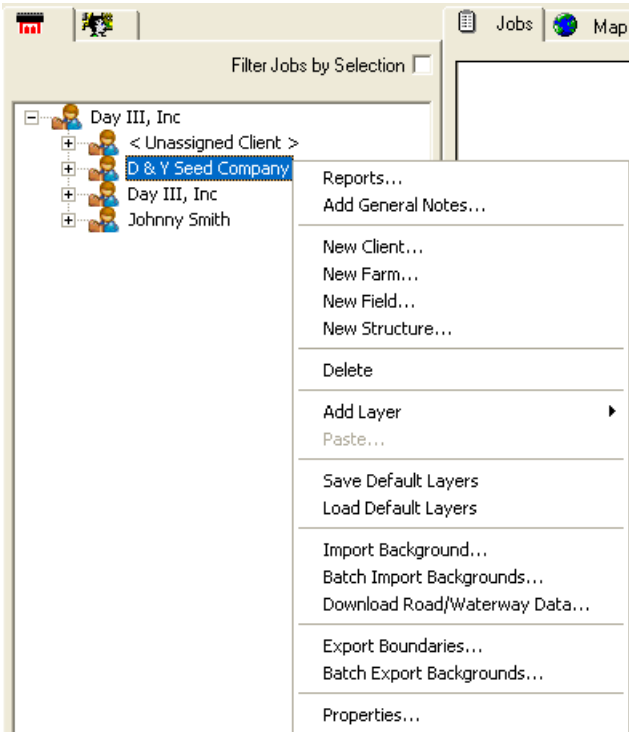 Jobs
Map
Filter Jobs by Selection
Day III, Inc
< Unassigned Client >
D & Y Seed Company
Day III, Inc
Johnny Smith
Reports...
Add General Notes...
New Client...
New Farm...
New Field...
New Structure...
Delete
Add Layer
Paste...
Save Default Layers
Load Default Layers
Import Background...
Batch Import Backgrounds...
Download Road/Waterway Data...
Export Boundaries...
Batch Export Backgrounds...
Properties...